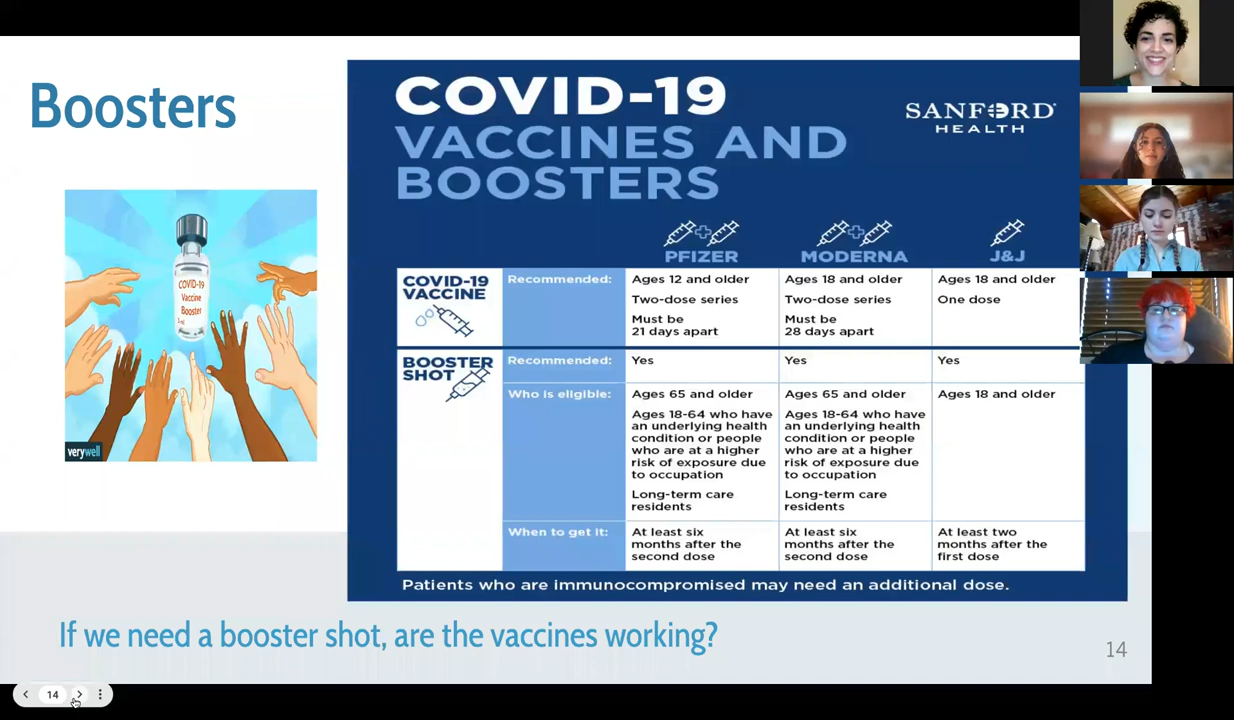 Boosters
COVID-19
Vaccine
Booster
verywell
COVID-19
VACCINES AND
BOOSTERS
SANFORD
HEALTH
PFIZER
MODERNA
J&J
COVID-19
VACCINE
Recommended:
Ages 12 and older
Two-dose series
Must be
21 days apart
Ages 18 and older
Two-dose series
Must be
28 days apart
Ages 18 and older
One dose
BOOSTER
SHOT
Recommended:
Yes
Yes
Yes
Who is eligible:
Ages 65 and older
Ages 18-64 who have
an underlying health
condition or people
who are at a higher
risk of exposure due
to occupation
Long-term care
residents
Ages 65 and older
Ages 18-64 who have
an underlying health
condition or people
who are at a higher
risk of exposure due
to occupation
Long-term care
residents
Ages 18 and older
When to get it:
At least six
months after the
second dose
At least six
months after the
second dose
At least two
months after the
first dose
Patients who are immunocompromised may need an additional dose.
If we need a booster shot, are the vaccines working?
14
14